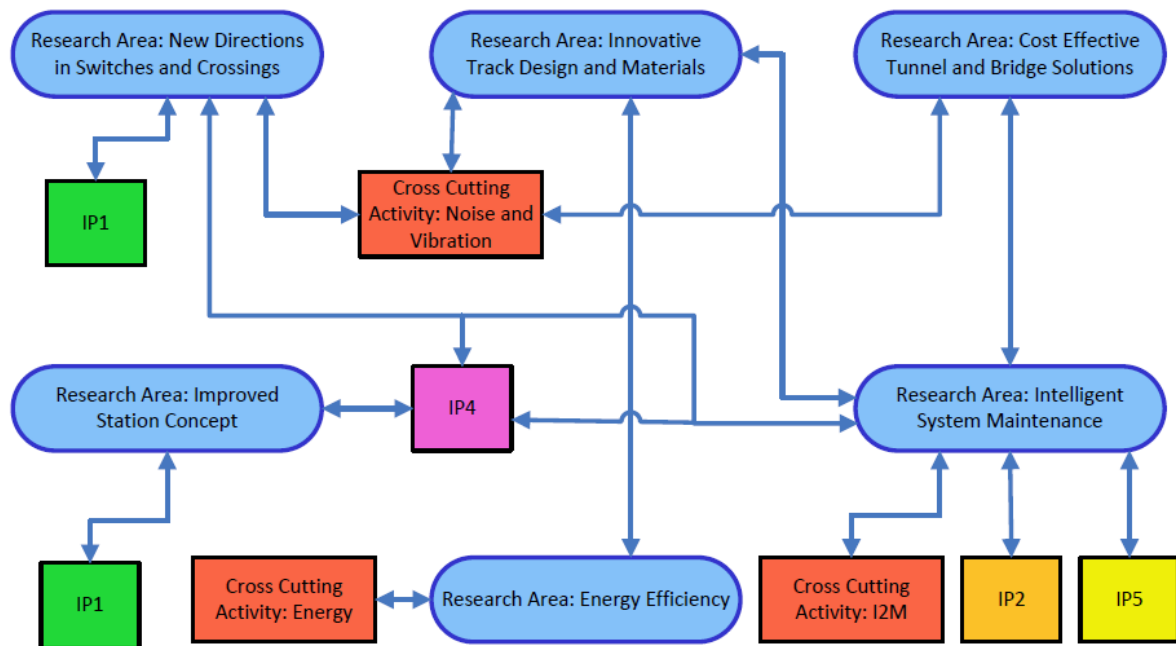 Research Area: New Directions
in Switches and Crossings
Research Area: Innovative
Track Design and Materials
Research Area: Cost Effective
Tunnel and Bridge Solutions
IP1
Cross Cutting
Activity: Noise and
Vibration
Research Area: Improved
Station Concept
IP4
Research Area: Intelligent
System Maintenance
IP1
Cross Cutting
Activity: Energy
Research Area: Energy Efficiency
Cross Cutting
Activity: I2M
IP2
IP5